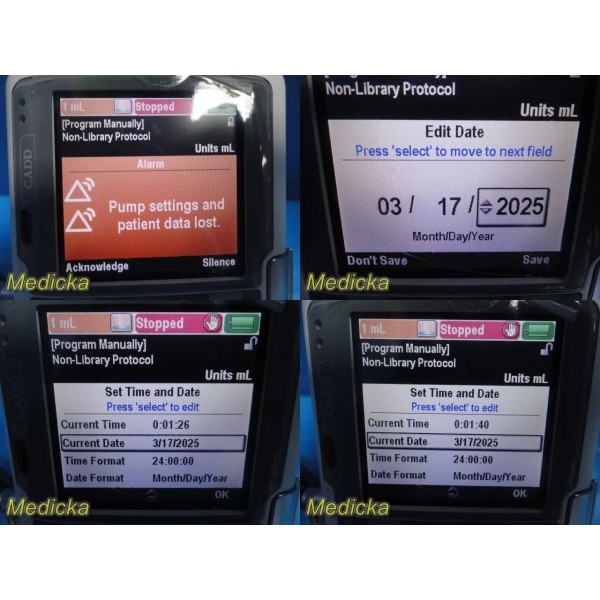 1 mL Stopped
[Program Manually]
Non-Library Protocol
Units mL
Alarm
Pump settings and
patient data lost.
Acknowledge Silence
CADD
Medicka
[Program Manually]
Non-Library Protocol
Units mL
Edit Date
Press 'select' to move to next field
03 / 17 / 2025
Month/Day/Year
Don't Save Save
Medicka
1 mL Stopped
[Program Manually]
Non-Library Protocol
Units mL
Set Time and Date
Press 'select' to edit
Current Time 0:01:26
Current Date 3/17/2025
Time Format 24:00:00
Date Format Month/Day/Year
OK
Medicka
1 mL Stopped
[Program Manually]
Non-Library Protocol
Units mL
Set Time and Date
Press 'select' to edit
Current Time 0:01:40
Current Date 3/17/2025
Time Format 24:00:00
Date Format Month/Day/Year
OK
CADD
Medicka